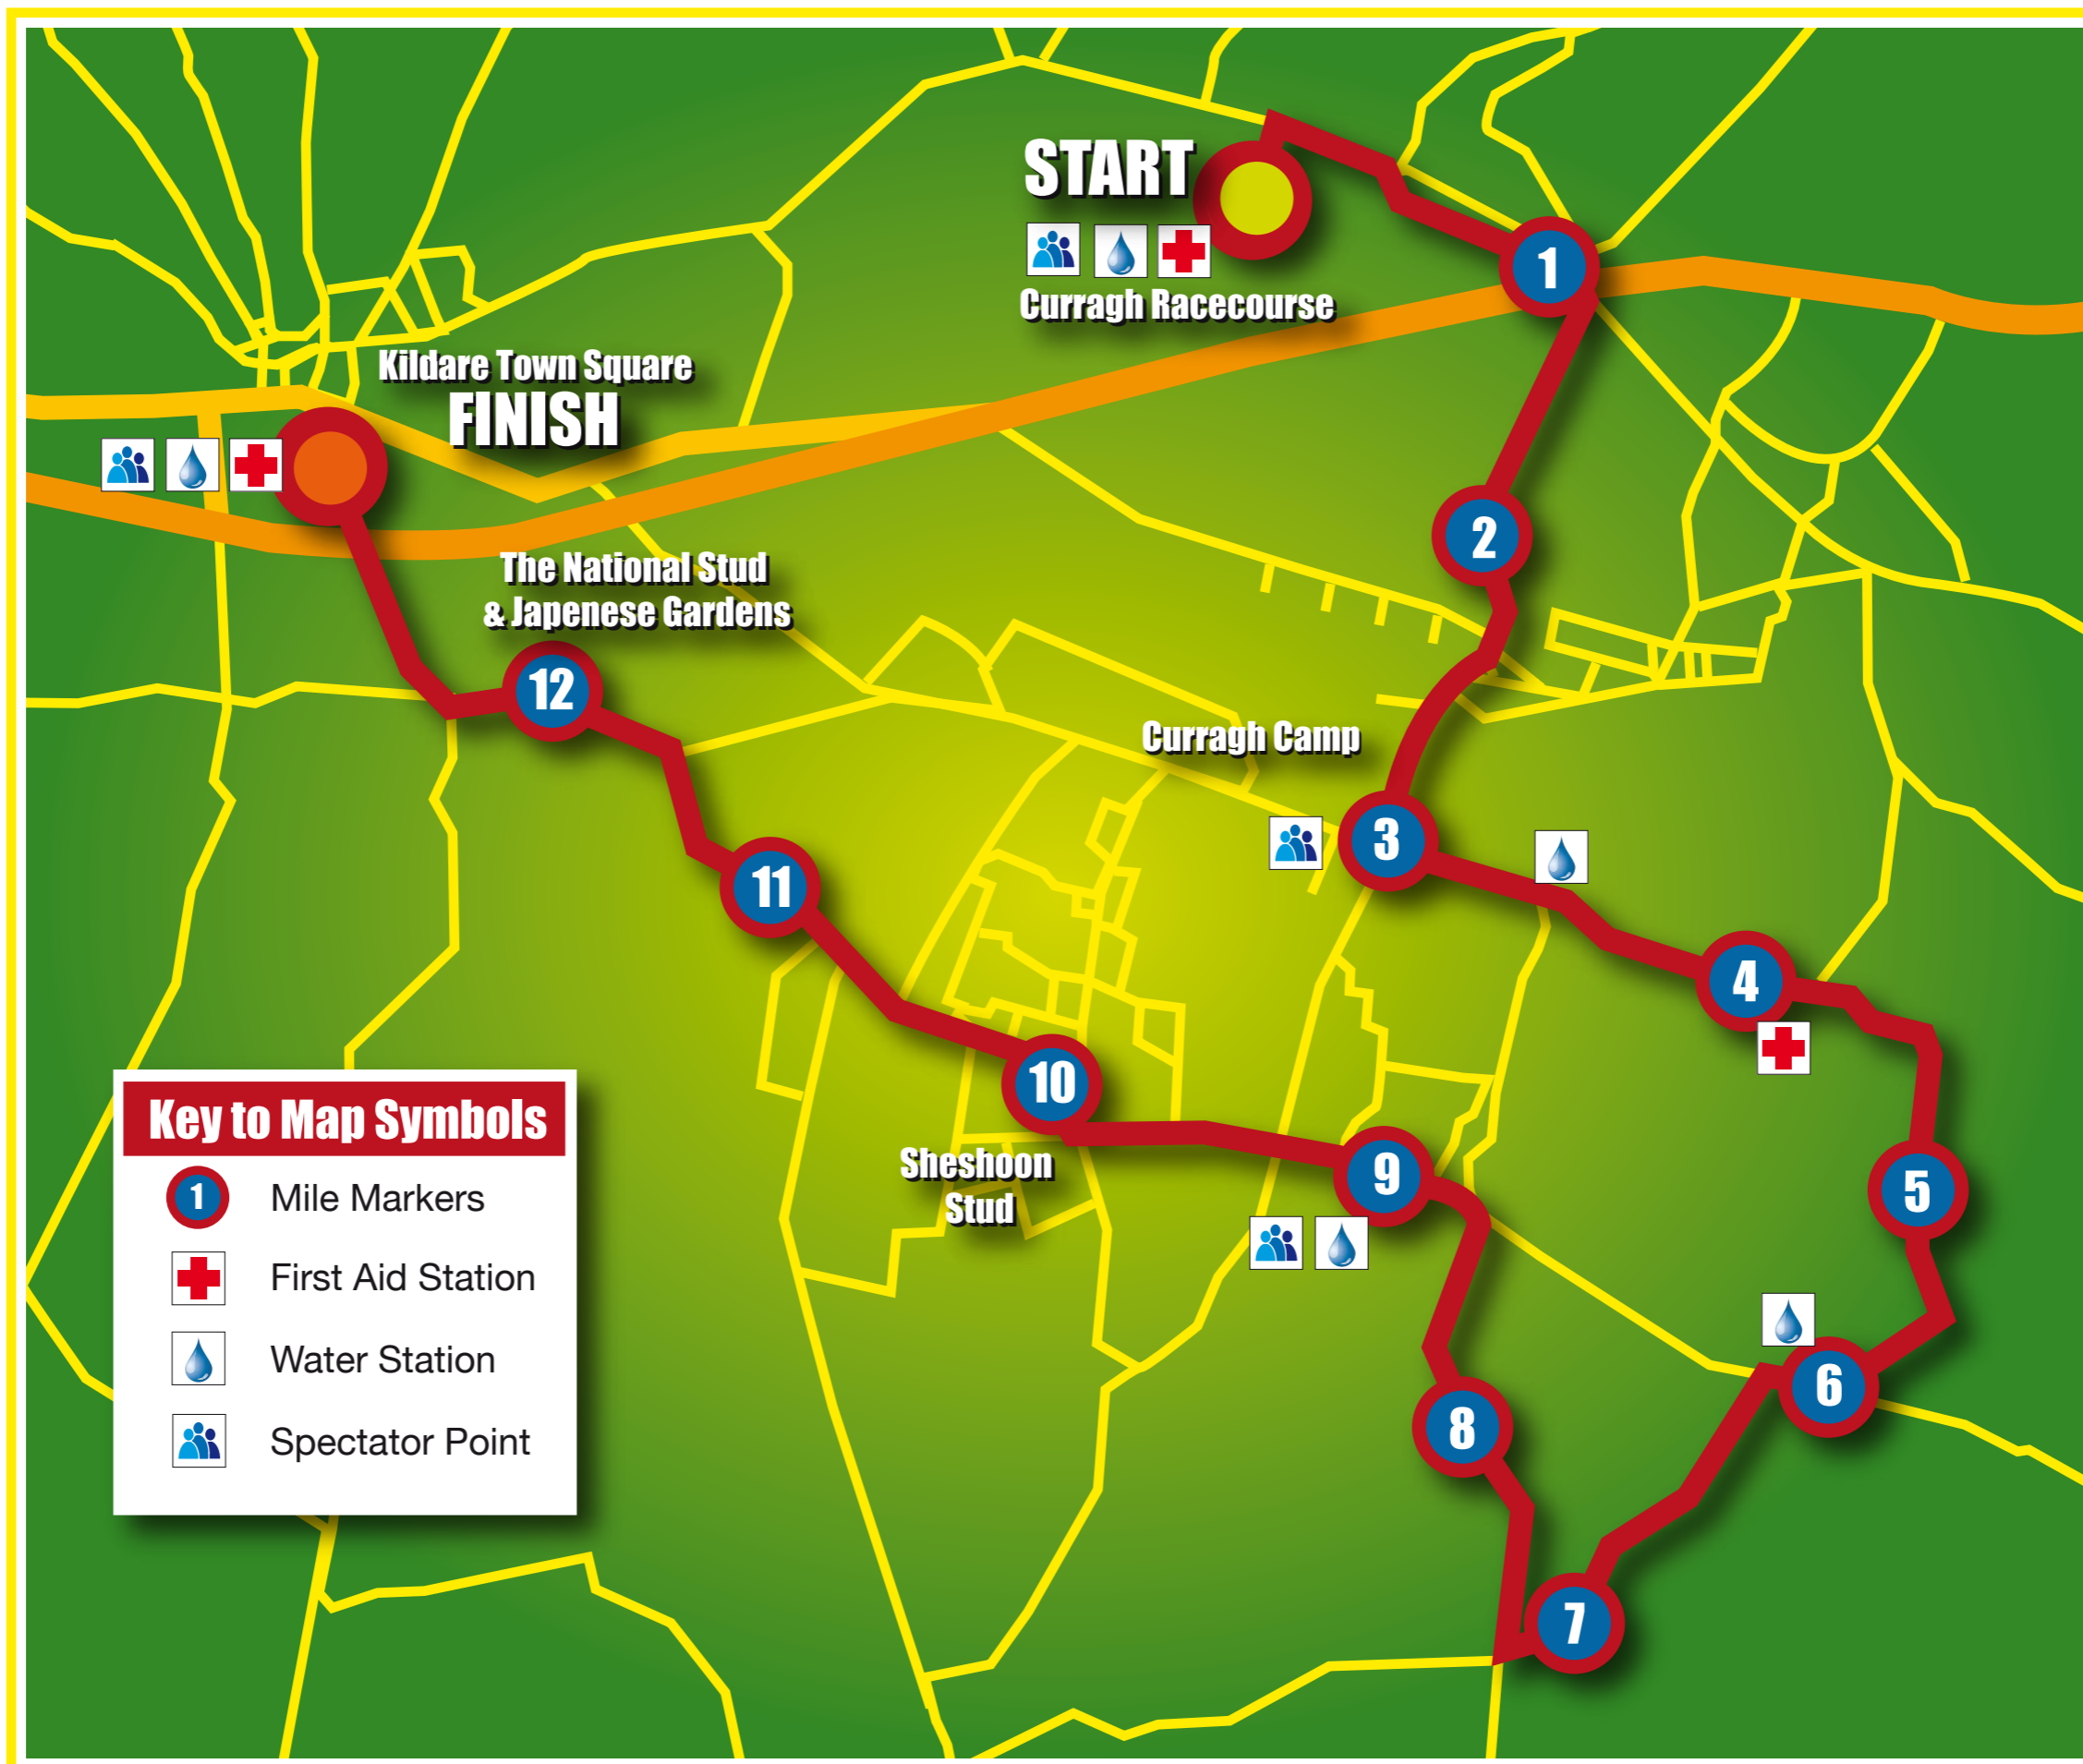 START
Curragh Racecourse
1
Kildare Town Square
FINISH
2
The National Stud
& Japenese Gardens
12
Curragh Camp
3
11
4
10
9
5
Sheshoon
Stud
6
8
7
Key to Map Symbols
1 Mile Markers
First Aid Station
Water Station
Spectator Point